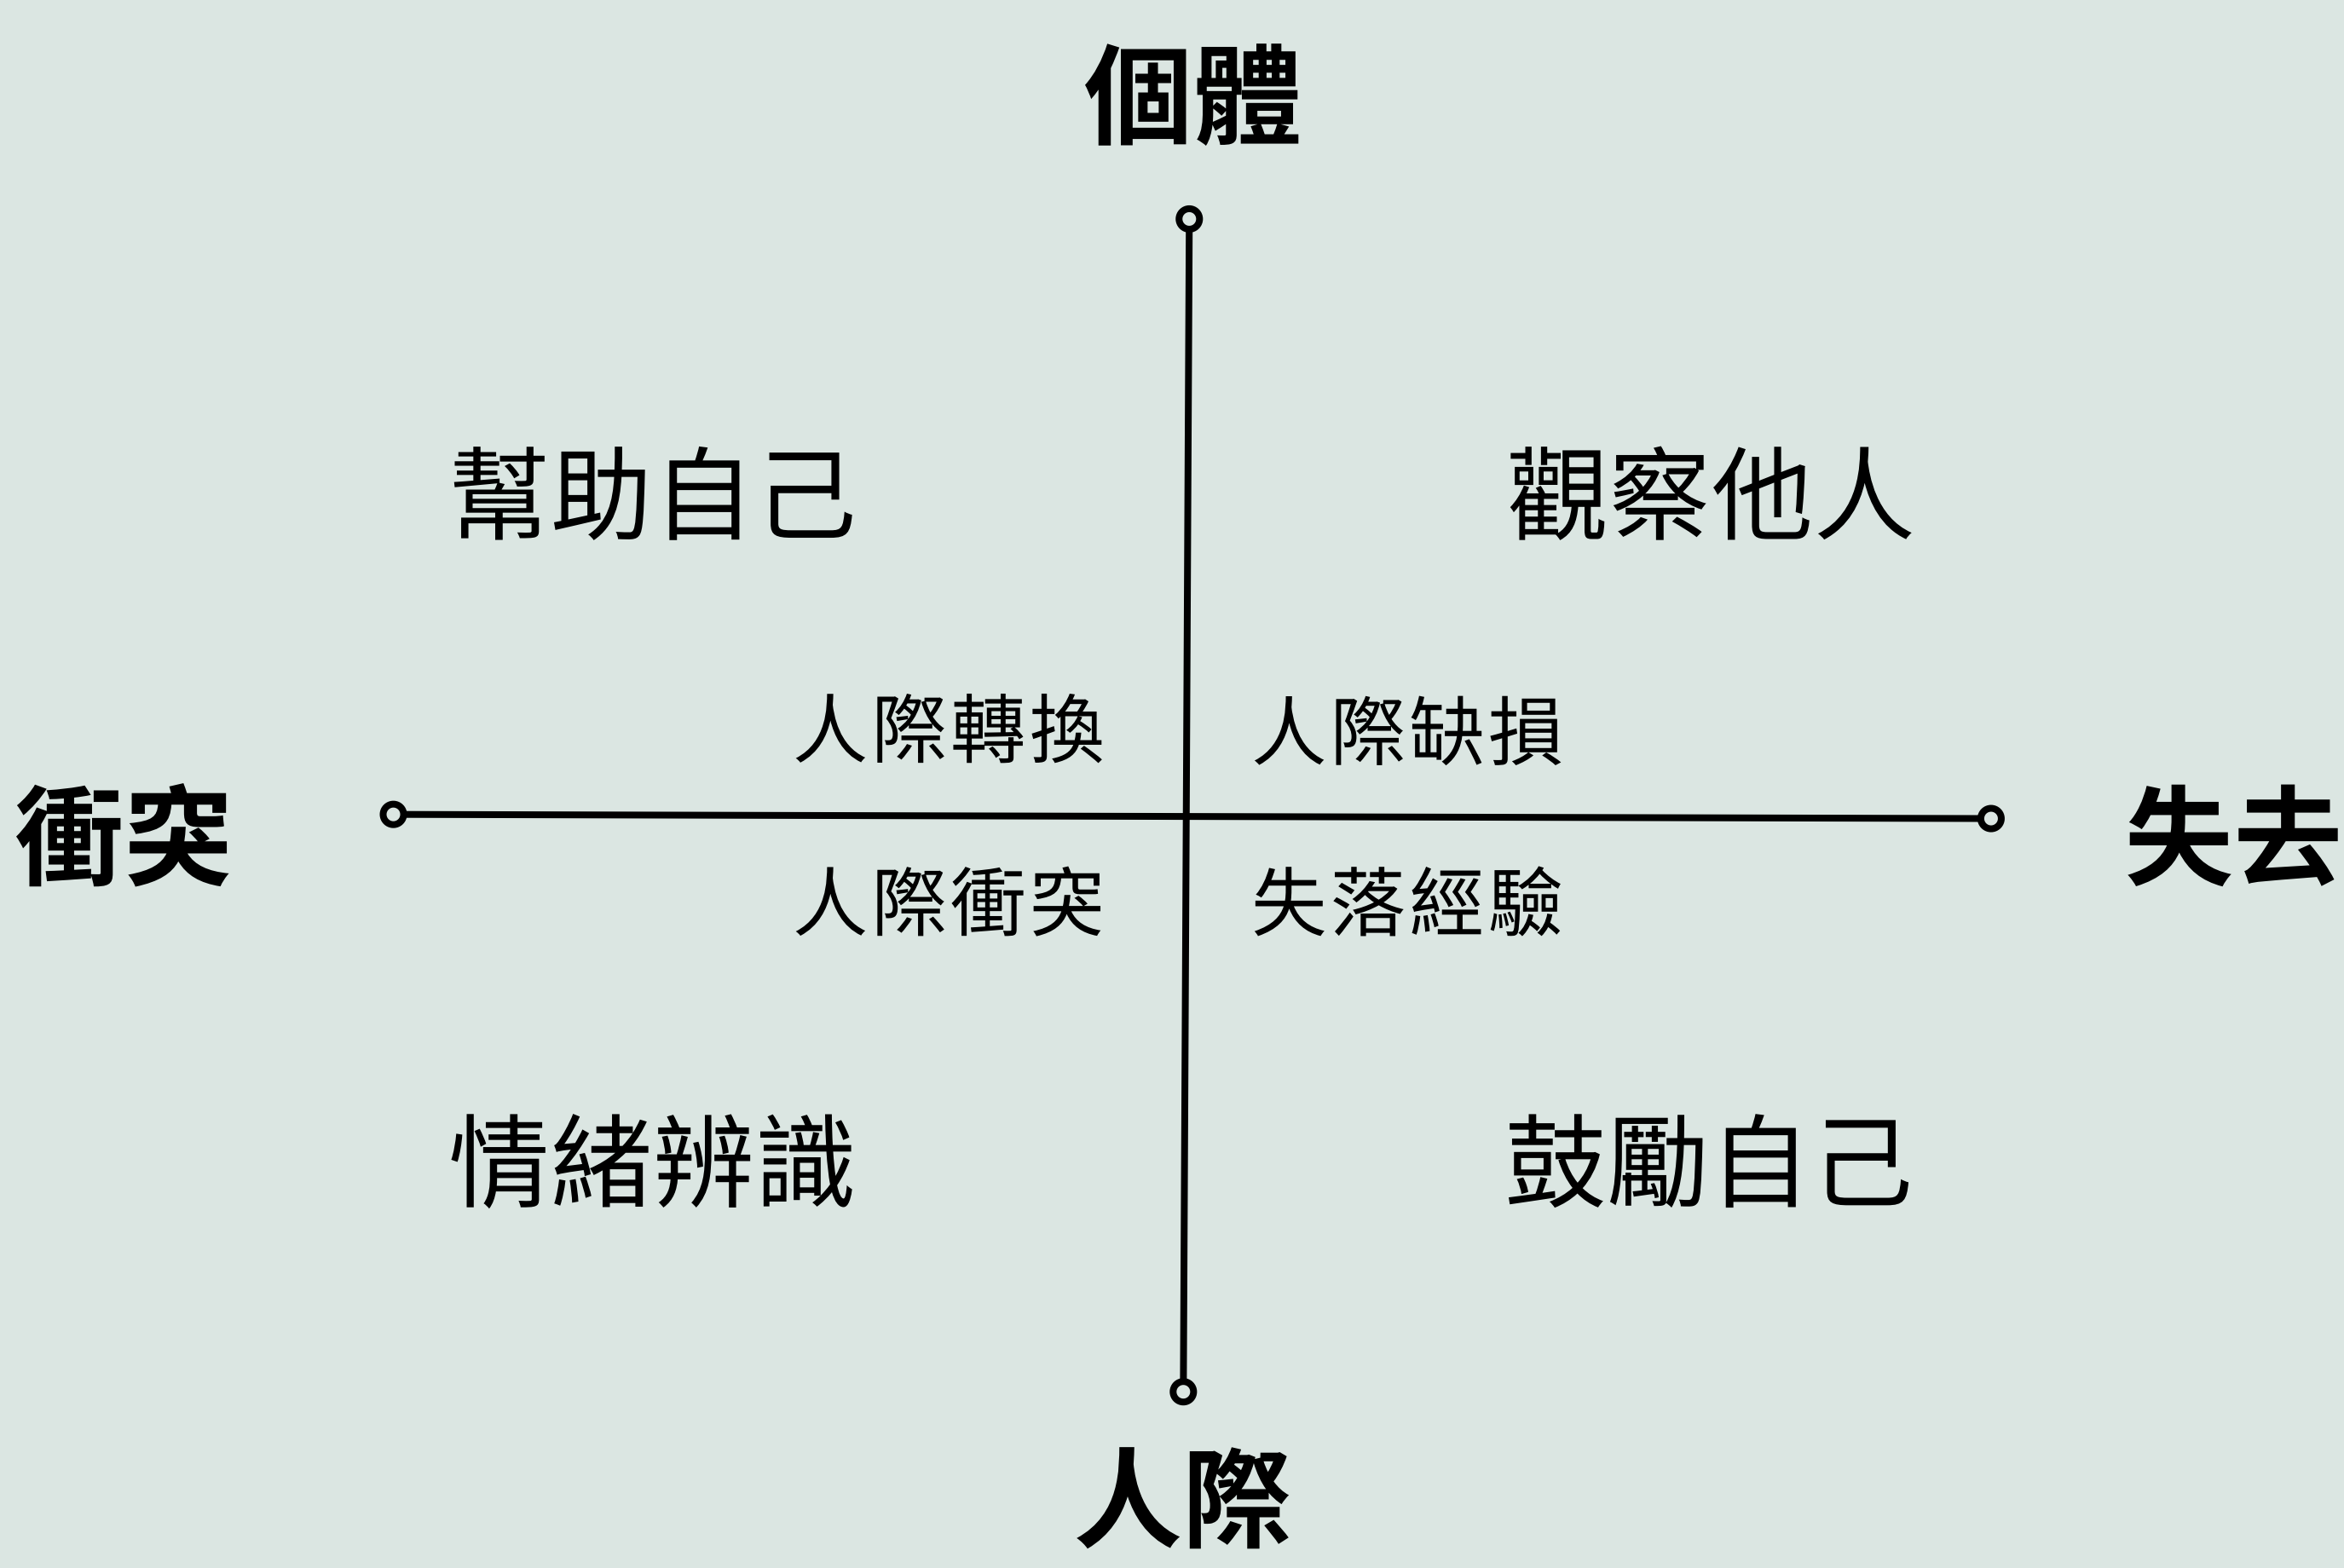 個體
幫助自己
觀察他人
人際轉換
人際缺損
衝突
失去
人際衝突
失落經驗
情緒辨識
鼓勵自己
人際